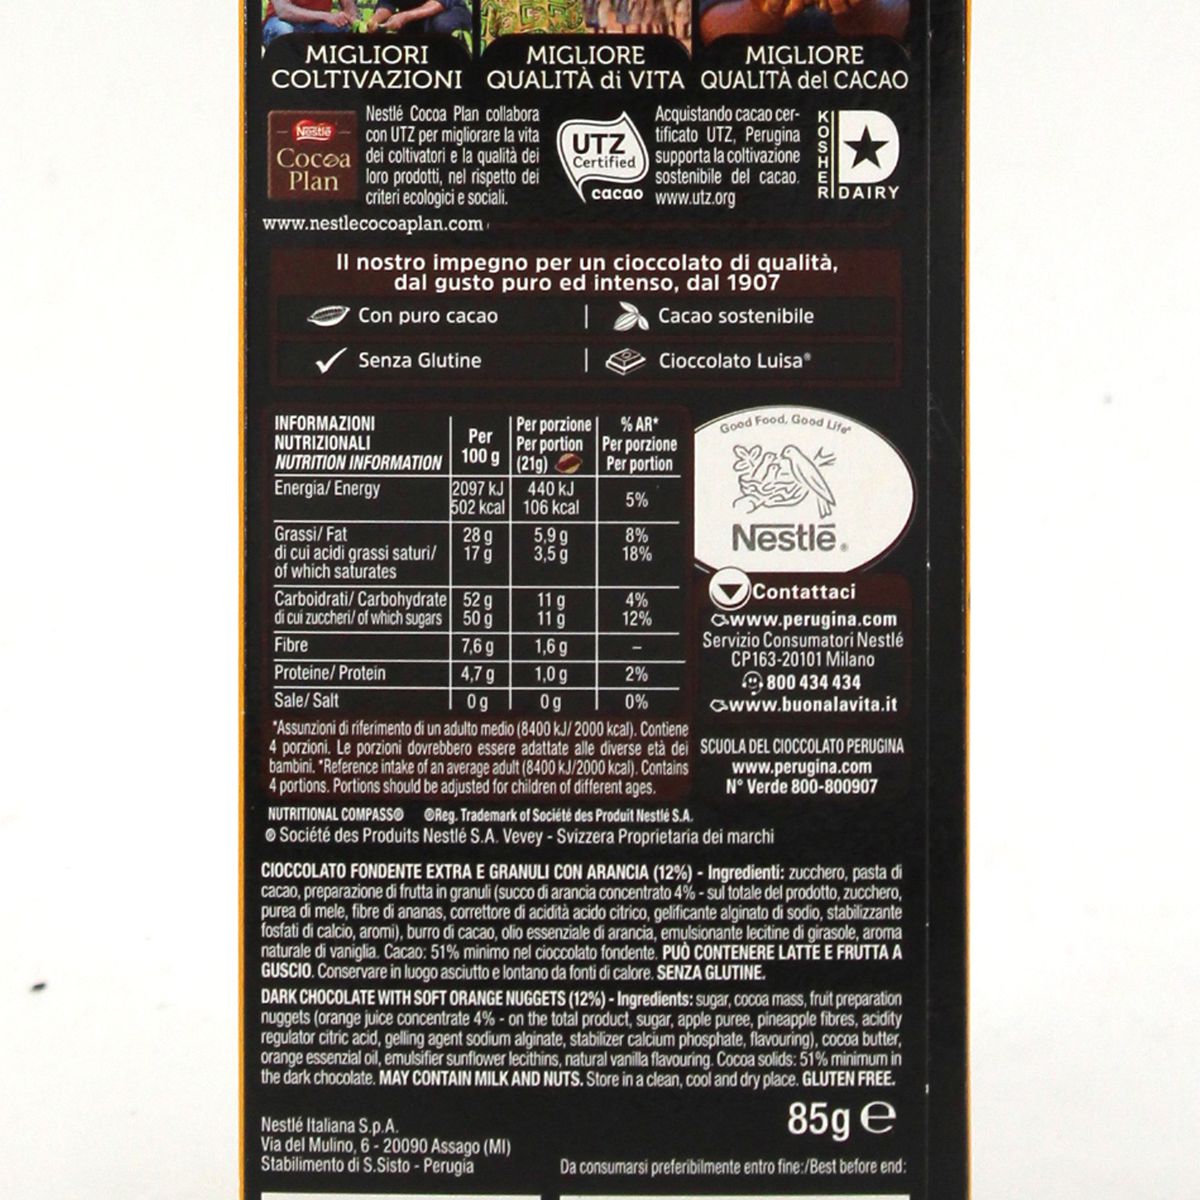 MIGLIORI
COLTIVAZIONI
MIGLIORE
QUALITÀ di VITA
MIGLIORE
QUALITÀ del CACAO
Nestlé
Cocoa
Plan
Nestlé Cocoa Plan collabora
con UTZ per migliorare la vita
dei coltivatori e la qualità dei
loro prodotti, nel rispetto dei
criteri ecologici e sociali.
www.nestlecocoaplan.com
UTZ
Certified
cacao
Acquistando cacao cer-
tificato UTZ, Perugina
supporta la coltivazione
sostenibile del cacao.
www.utz.org
KOSHER
D
DAIRY
Il nostro impegno per un cioccolato di qualità,
dal gusto puro ed intenso, dal 1907
Con puro cacao | Cacao sostenibile
Senza Glutine | Cioccolato Luisa®
INFORMAZIONI
NUTRIZIONALI
NUTRITION INFORMATION
Per
100 g
Per porzione
Per portion
(21g)
% AR*
Per porzione
Per portion
Energia/ Energy 2097 kJ 440 kJ 5%
502 kcal 106 kcal
Grassi/ Fat 28 g 5,9 g 8%
di cui acidi grassi saturi/ 17 g 3,5 g 18%
of which saturates
Carboidrati/ Carbohydrate 52 g 11 g 4%
di cui zuccheri/ of which sugars 50 g 11 g 12%
Fibre 7,6 g 1,6 g –
Proteine/ Protein 4,7 g 1,0 g 2%
Sale/ Salt 0 g 0 g 0%
*Assunzioni di riferimento di un adulto medio (8400 kJ/ 2000 kcal). Contiene
4 porzioni. Le porzioni dovrebbero essere adattate alle diverse età dei
bambini. *Reference intake of an average adult (8400 kJ/2000 kcal). Contains
4 portions. Portions should be adjusted for children of different ages.
Good Food, Good Life®
Nestlé®
Contattaci
www.perugina.com
Servizio Consumatori Nestlé
CP163-20101 Milano
800 434 434
www.buonalavita.it
SCUOLA DEL CIOCCOLATO PERUGINA
www.perugina.com
N° Verde 800-800907
NUTRITIONAL COMPASS® ®Reg. Trademark of Société des Produit Nestlé S.A.
® Société des Produits Nestlé S.A. Vevey - Svizzera Proprietaria dei marchi
CIOCCOLATO FONDENTE EXTRA E GRANULI CON ARANCIA (12%) - Ingredienti: zucchero, pasta di
cacao, preparazione di frutta in granuli (succo di arancia concentrato 4% - sul totale del prodotto, zucchero,
purea di mele, fibre di ananas, correttore di acidità acido citrico, gelificante alginato di sodio, stabilizzante
fosfati di calcio, aromi), burro di cacao, olio essenziale di arancia, emulsionante lecitine di girasole, aroma
naturale di vaniglia. Cacao: 51% minimo nel cioccolato fondente. PUÒ CONTENERE LATTE E FRUTTA A
GUSCIO. Conservare in luogo asciutto e lontano da fonti di calore. SENZA GLUTINE.
DARK CHOCOLATE WITH SOFT ORANGE NUGGETS (12%) - Ingredients: sugar, cocoa mass, fruit preparation
nuggets (orange juice concentrate 4% - on the total product, sugar, apple puree, pineapple fibres, acidity
regulator citric acid, gelling agent sodium alginate, stabilizer calcium phosphate, flavouring), cocoa butter,
orange essenzial oil, emulsifier sunflower lecithins, natural vanilla flavouring. Cocoa solids: 51% minimum in
the dark chocolate. MAY CONTAIN MILK AND NUTS. Store in a clean, cool and dry place. GLUTEN FREE.
85g e
Nestlé Italiana S.p.A.
Via del Mulino, 6 - 20090 Assago (MI)
Stabilimento di S.Sisto - Perugia
Da consumarsi preferibilmente entro fine:/Best before end: